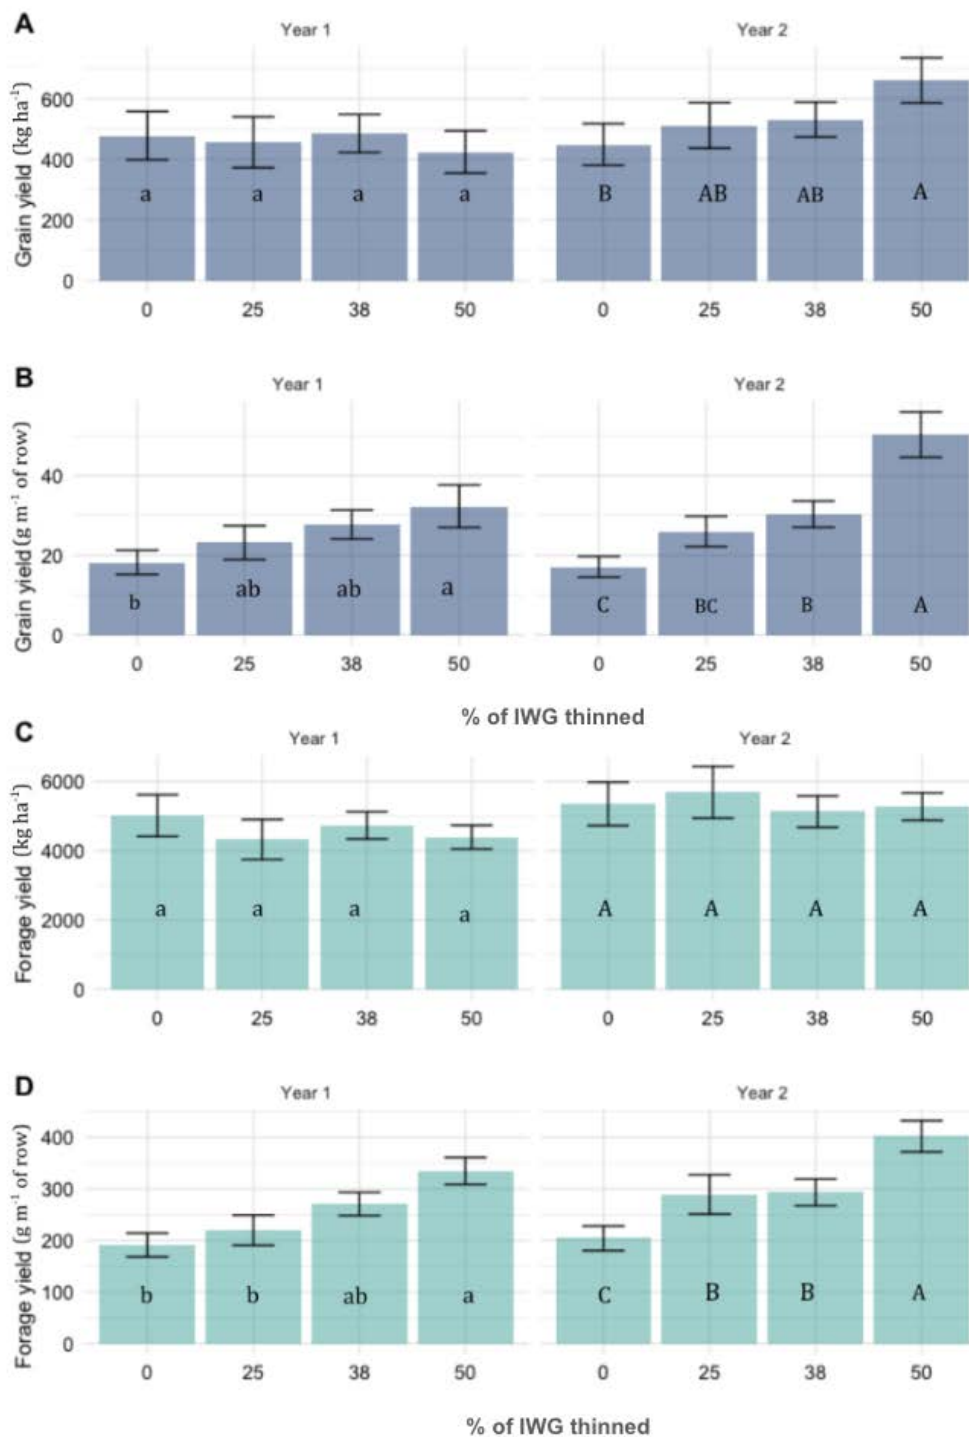 A
Year 1 Year 2
Grain yield (kg ha⁻¹)
600
400
200
0
a a a a B AB AB A
0 25 38 50 0 25 38 50
B
Year 1 Year 2
Grain yield(g m⁻¹ of row)
40
20
0
b ab ab a C BC B A
0 25 38 50 0 25 38 50
% of IWG thinned
C
Year 1 Year 2
Forage yield (kg ha⁻¹)
6000
4000
2000
0
a a a a A A A A
0 25 38 50 0 25 38 50
D
Year 1 Year 2
Forage yield (g m⁻¹ of row)
400
300
200
100
0
b b ab a C B B A
0 25 38 50 0 25 38 50
% of IWG thinned